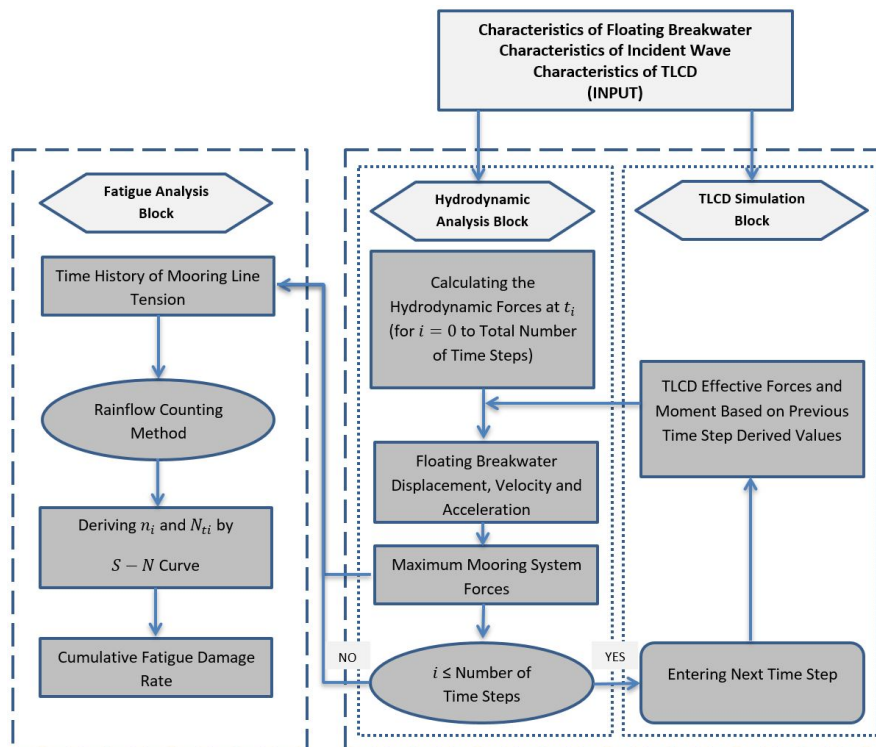 Characteristics of Floating Breakwater
Characteristics of Incident Wave
Characteristics of TLCD
(INPUT)
Fatigue Analysis
Block
Time History of Mooring Line
Tension
Rainflow Counting
Method
Deriving nᵢ and Nₜᵢ by
S − N Curve
Cumulative Fatigue Damage
Rate
Hydrodynamic
Analysis Block
Calculating the
Hydrodynamic Forces at tᵢ
(for i = 0 to Total Number
of Time Steps)
Floating Breakwater
Displacement, Velocity and
Acceleration
Maximum Mooring System
Forces
NO
i ≤ Number of
Time Steps
YES
TLCD Simulation
Block
TLCD Effective Forces and
Moment Based on Previous
Time Step Derived Values
Entering Next Time Step